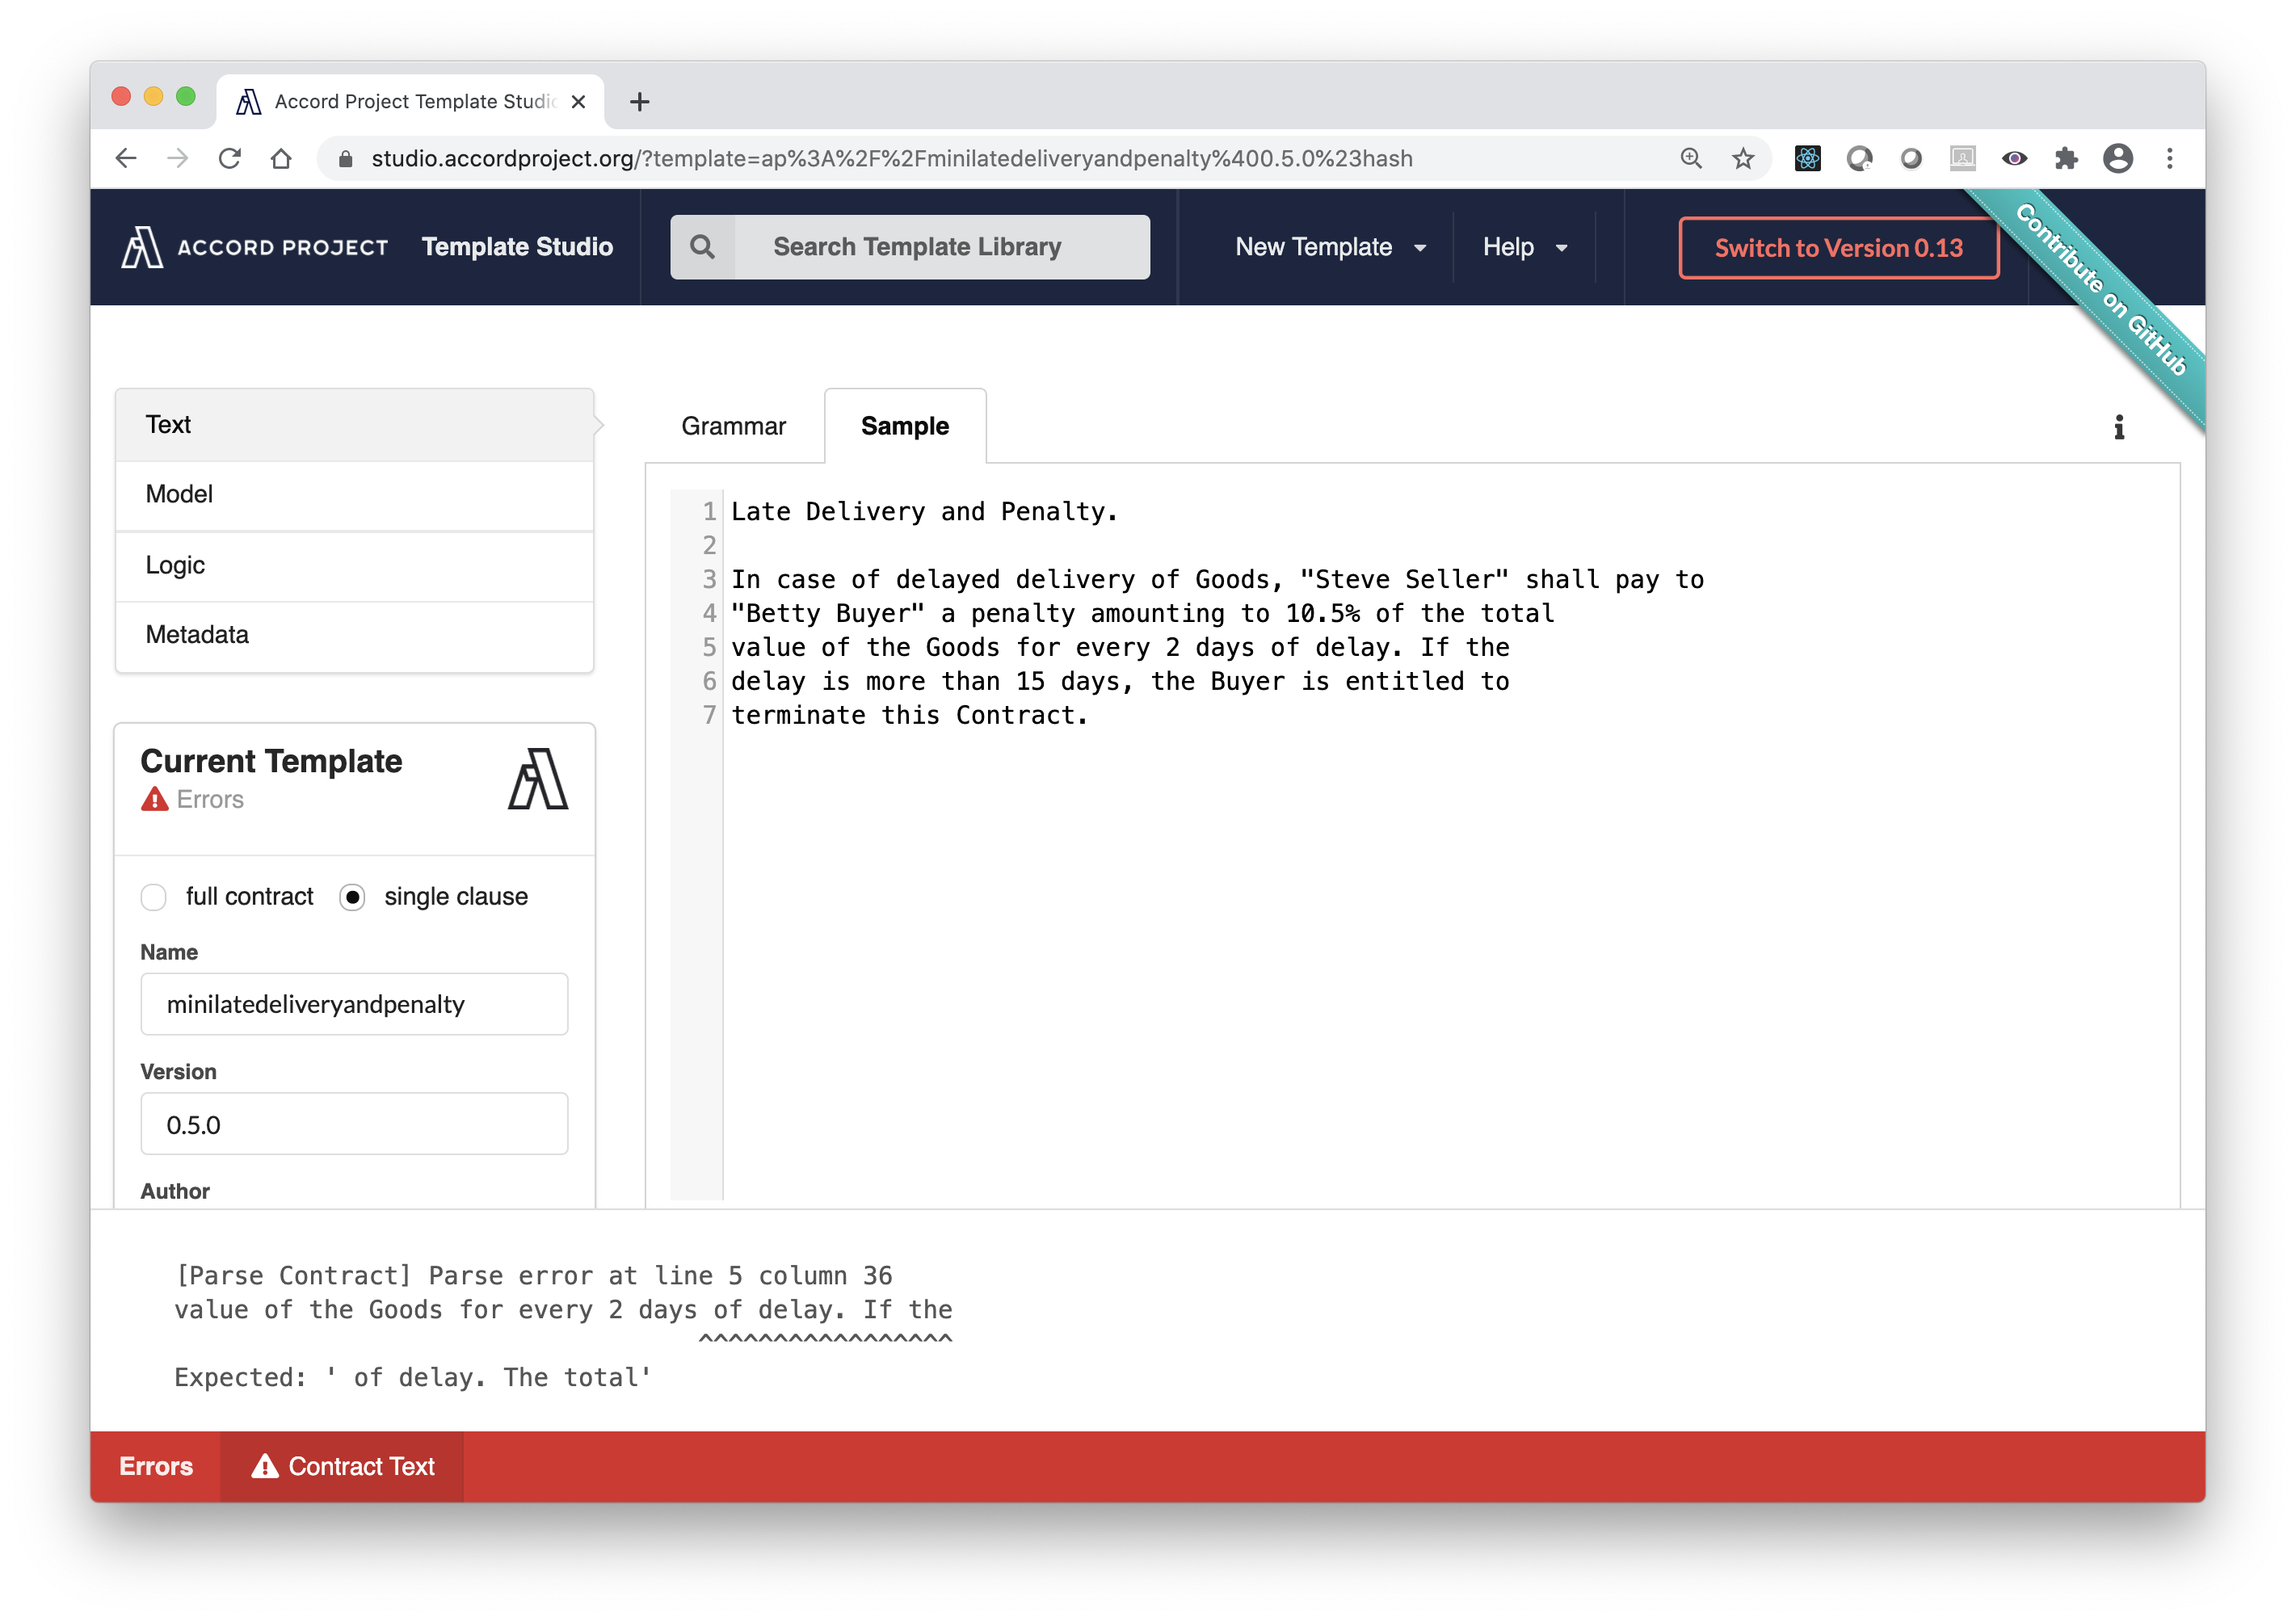 Accord Project Template Studio
studio.accordproject.org/?template=ap%3A%2F%2Fminilatedeliveryandpenalty%400.5.0%23hash
ACCORD PROJECT Template Studio
Search Template Library
New Template
Help
Switch to Version 0.13
Contribute on GitHub
Text
Model
Logic
Metadata
Current Template
Errors
full contract
single clause
Name
minilatedeliveryandpenalty
Version
0.5.0
Author
Grammar
Sample
1 Late Delivery and Penalty.
2
3 In case of delayed delivery of Goods, "Steve Seller" shall pay to
4 "Betty Buyer" a penalty amounting to 10.5% of the total
5 value of the Goods for every 2 days of delay. If the
6 delay is more than 15 days, the Buyer is entitled to
7 terminate this Contract.
[Parse Contract] Parse error at line 5 column 36
value of the Goods for every 2 days of delay. If the
^^^^^^^^^^^^^^^^^
Expected: ' of delay. The total'
Errors
Contract Text